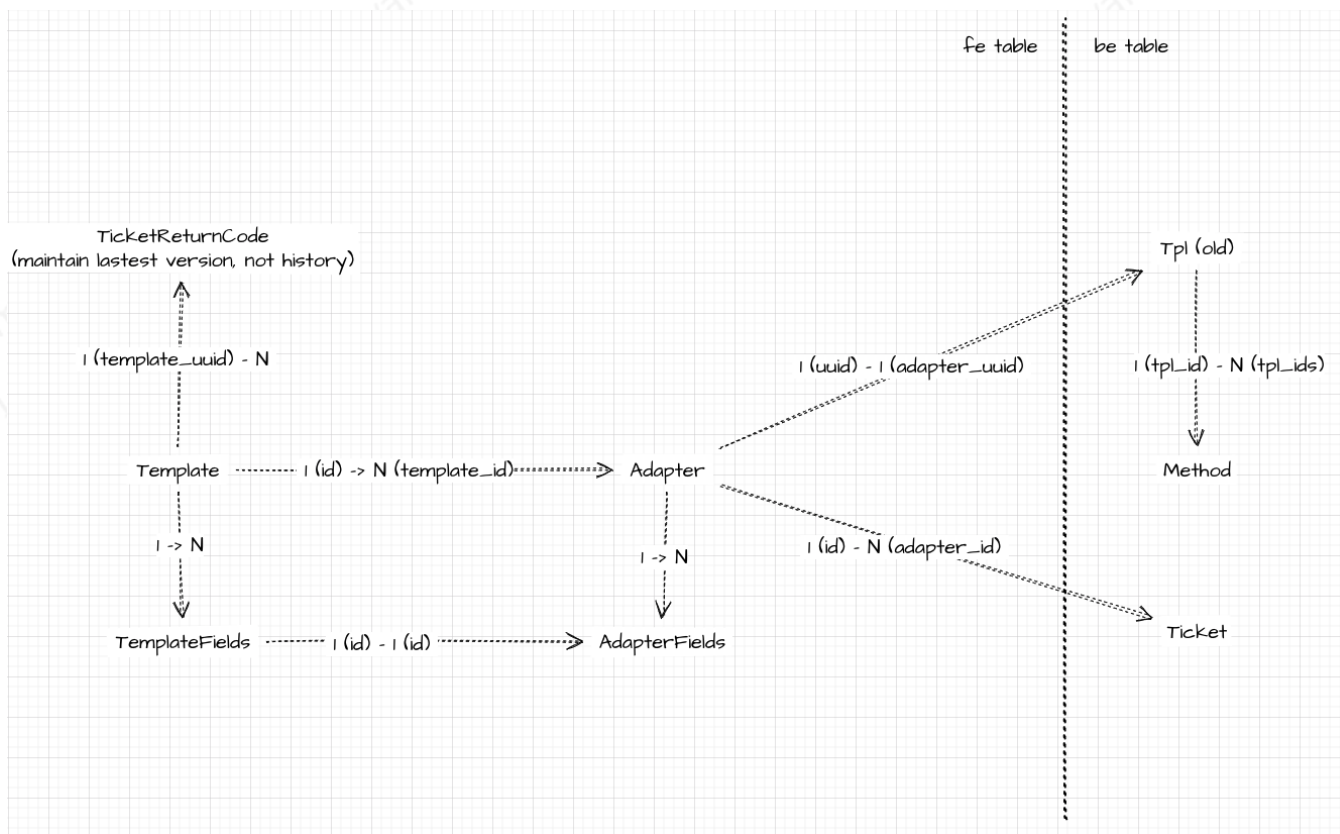 fe table
be table
TicketReturnCode
(maintain lastest version, not history)
Tpl (old)
1 (template_uuid) - N
1 (uuid) - 1 (adapter_uuid)
1 (tpl_id) - N (tpl_ids)
Template
1 (id) -> N (template_id)
Adapter
Method
1 -> N
1 -> N
1 (id) - N (adapter_id)
Ticket
TemplateFields
1 (id) - 1 (id)
AdapterFields